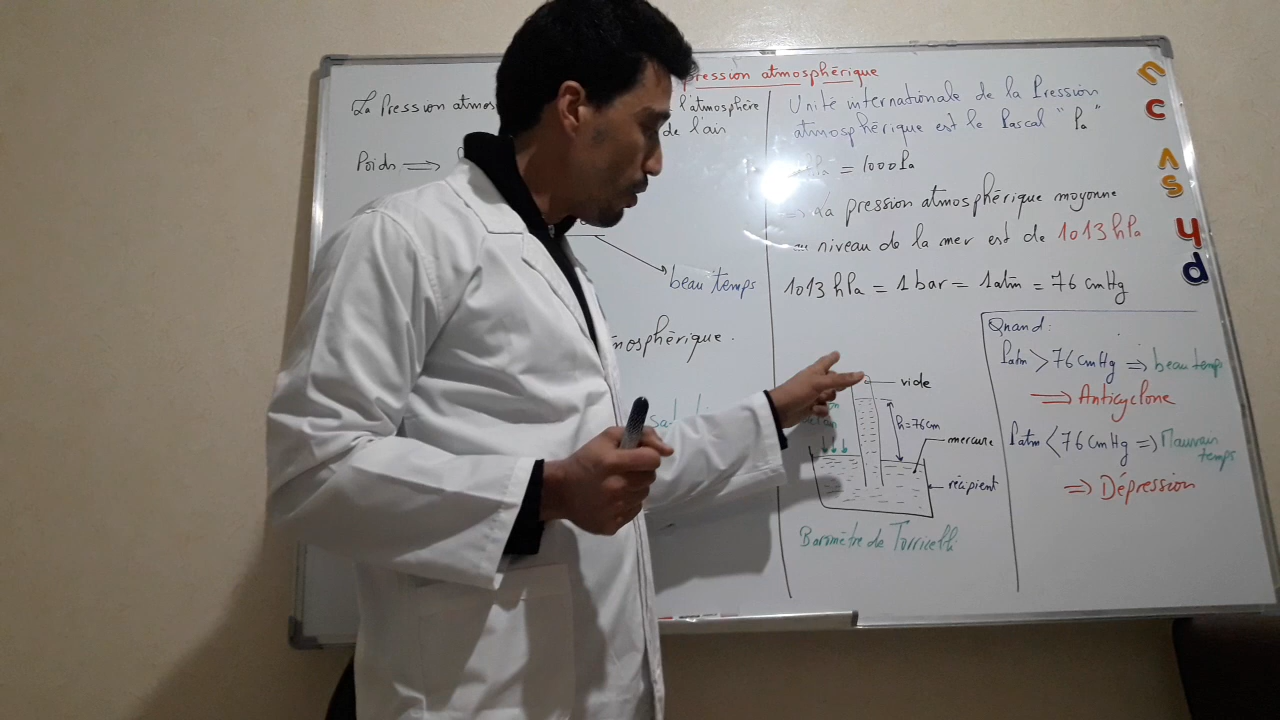 pression atmosphérique
La Pression atmos
l'atmosphère
de l'air
Poids ⟹
beau temps
mosphérique.
Unité internationale de la Pression
atmosphérique est le Pascal "Pa"
= 1000 Pa
La pression atmosphérique moyonne
au niveau de la mer est de 1013 hPa
1013 hPa = 1 bar = 1 atm = 76 cmHg
vide
h=76cm
mercure
récipient
Baromètre de Torricelli
Quand:
Patm > 76 cmHg ⟹ beau temps
⟹ Anticyclone
Patm < 76 cmHg ⟹ Mauvais
temps
⟹ Dépression
c
s
d